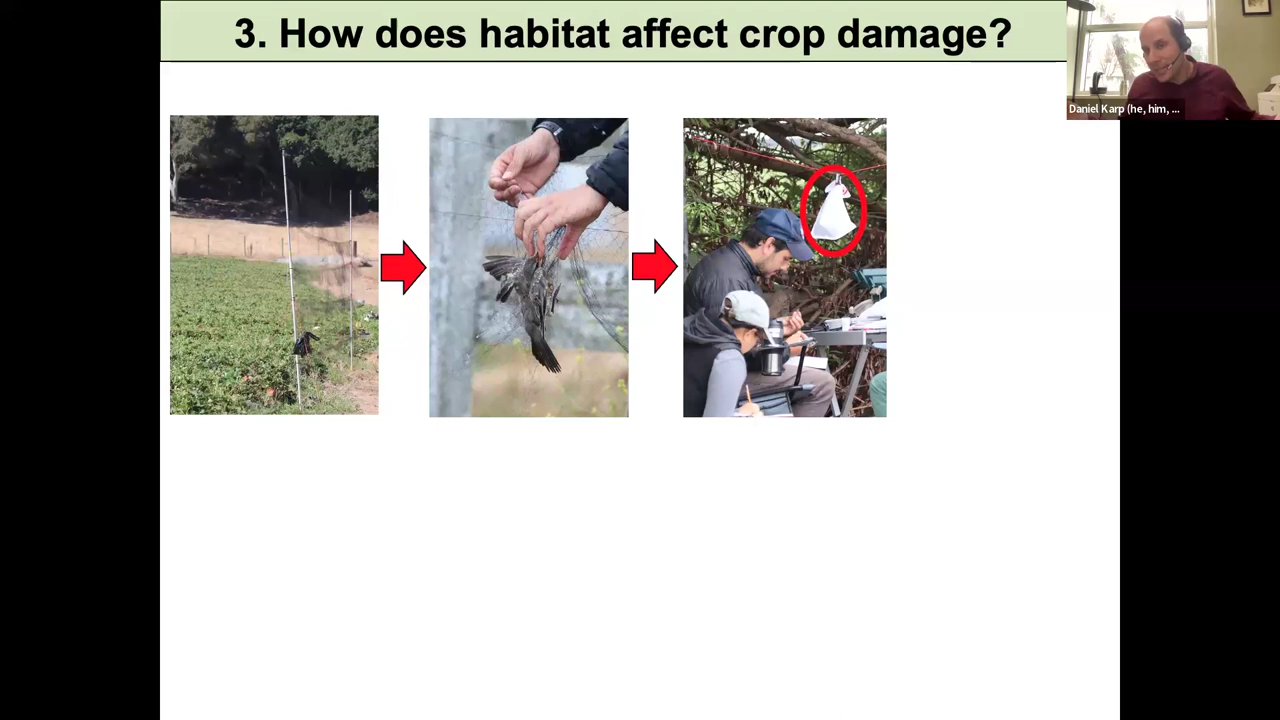 3. How does habitat affect crop damage?
Daniel Karp (he, him, ...